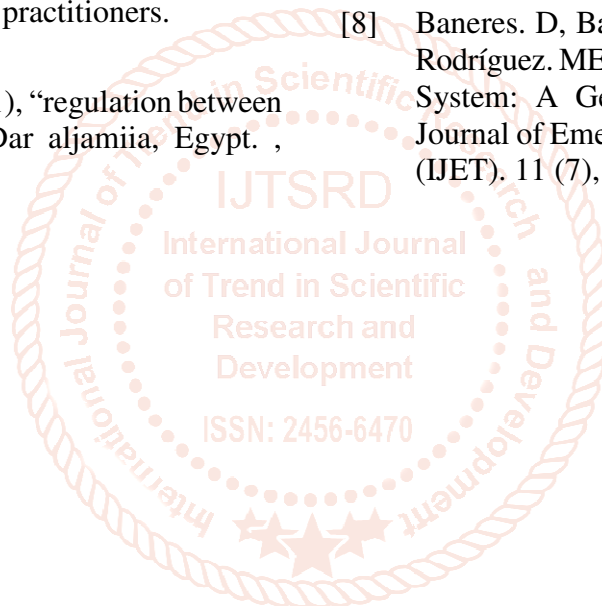 practitioners.
), “regulation between
Dar aljamiia, Egypt. ,
[8] Baneres. D, Ba
Rodríguez. ME
System: A Ge
Journal of Eme
(IJET). 11 (7),
International Journal of Trend in Scientific Research and Development
IJTSRD
International Journal
of Trend in Scientific
Research and
Development
ISSN: 2456-6470